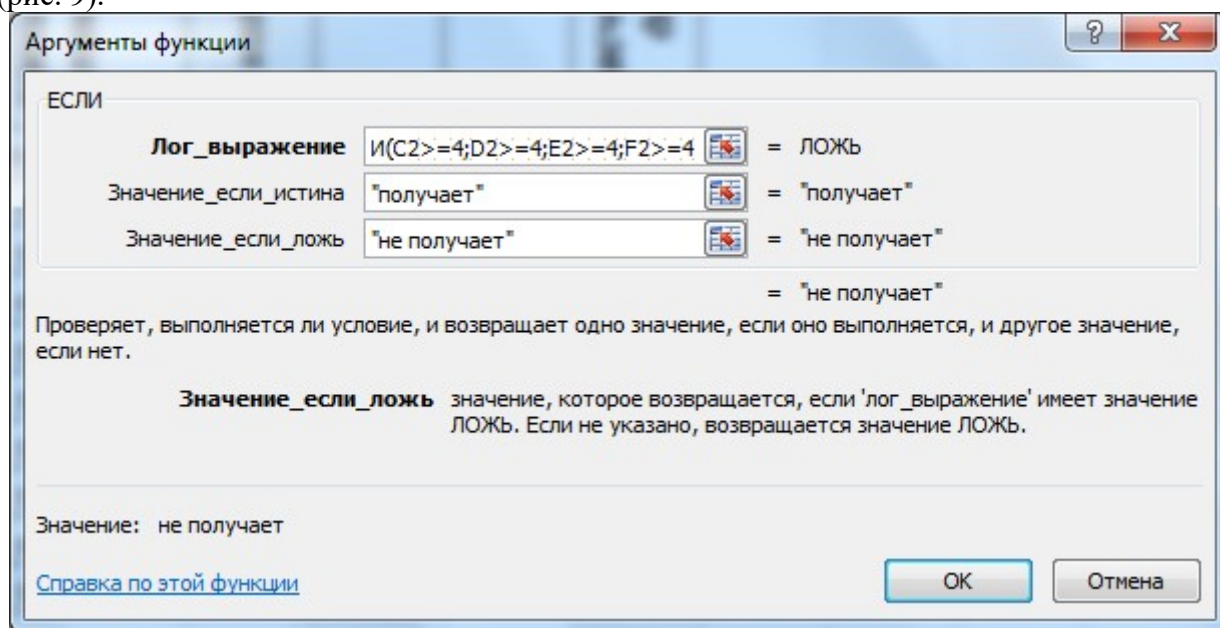 (рис. 9).
Аргументы функции
ЕСЛИ
Лог_выражение И(C2>=4;D2>=4;E2>=4;F2>=4 = ЛОЖЬ
Значение_если_истина "получает" = "получает"
Значение_если_ложь "не получает" = "не получает"
= "не получает"
Проверяет, выполняется ли условие, и возвращает одно значение, если оно выполняется, и другое значение,
если нет.
Значение_если_ложь значение, которое возвращается, если 'лог_выражение' имеет значение
ЛОЖЬ. Если не указано, возвращается значение ЛОЖЬ.
Значение: не получает
Справка по этой функции OK Отмена